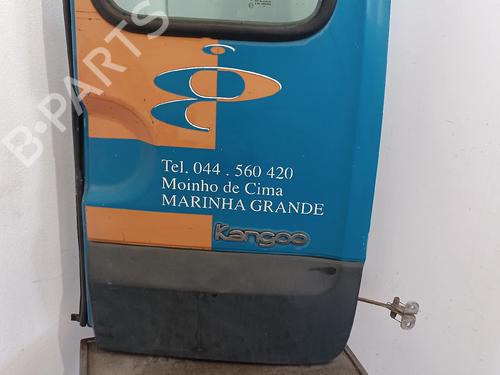 B-PARTS
Tel. 044 . 560 420
Moinho de Cima
MARINHA GRANDE
Kangoo